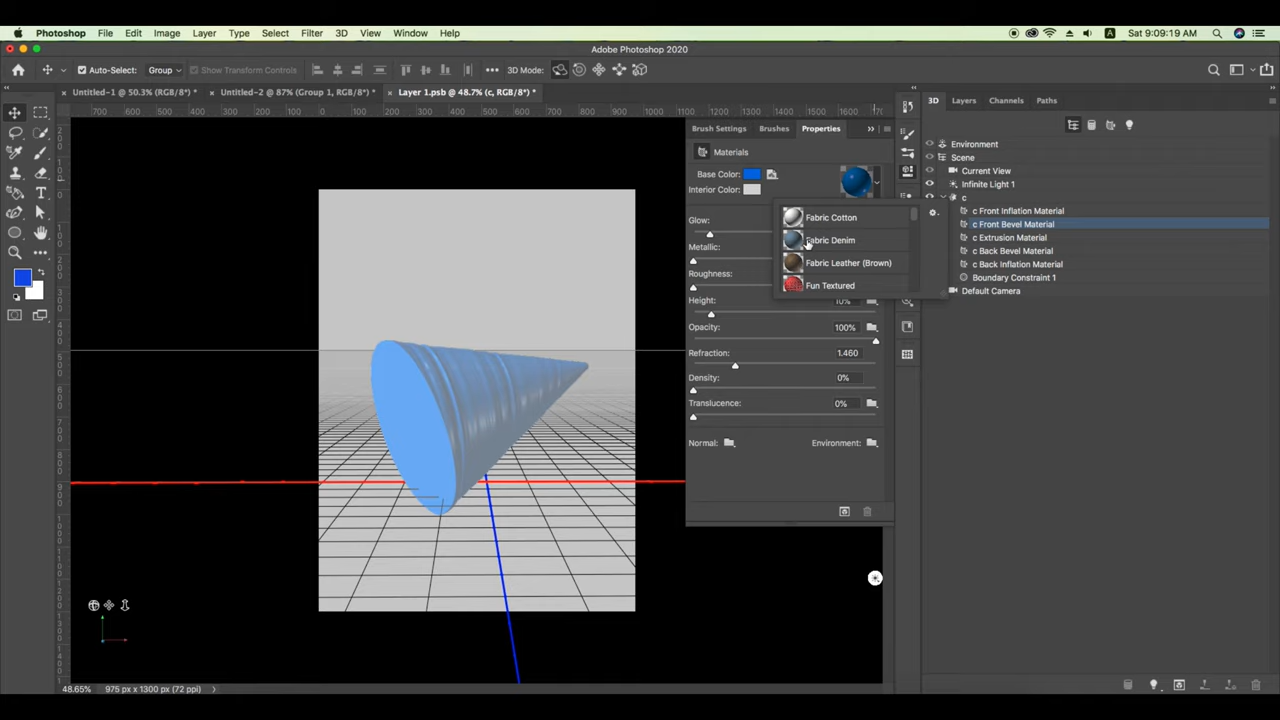 Photoshop File Edit Image Layer Type Select Filter 3D View Window Help
A Sat 9:09:19 AM
Adobe Photoshop 2020
Auto-Select: Group Show Transform Controls 3D Mode:
Untitled-1 @ 50.3% (RGB/8*) * Untitled-2 @ 87% (Group 1, RGB/8*) * Layer 1.psb @ 48.7% (c, RGB/8*) *
3D Layers Channels Paths
Brush Settings Brushes Properties
Materials
Base Color:
Interior Color:
Fabric Cotton
Fabric Denim
Fabric Leather (Brown)
Fun Textured
Glow:
Metallic:
Roughness:
Height: 10%
Opacity: 100%
Refraction: 1.460
Density: 0%
Translucence: 0%
Normal: Environment:
Environment
Scene
Current View
Infinite Light 1
c
c Front Inflation Material
c Front Bevel Material
c Extrusion Material
c Back Bevel Material
c Back Inflation Material
Boundary Constraint 1
Default Camera
48.65% 975 px x 1300 px (72 ppi)